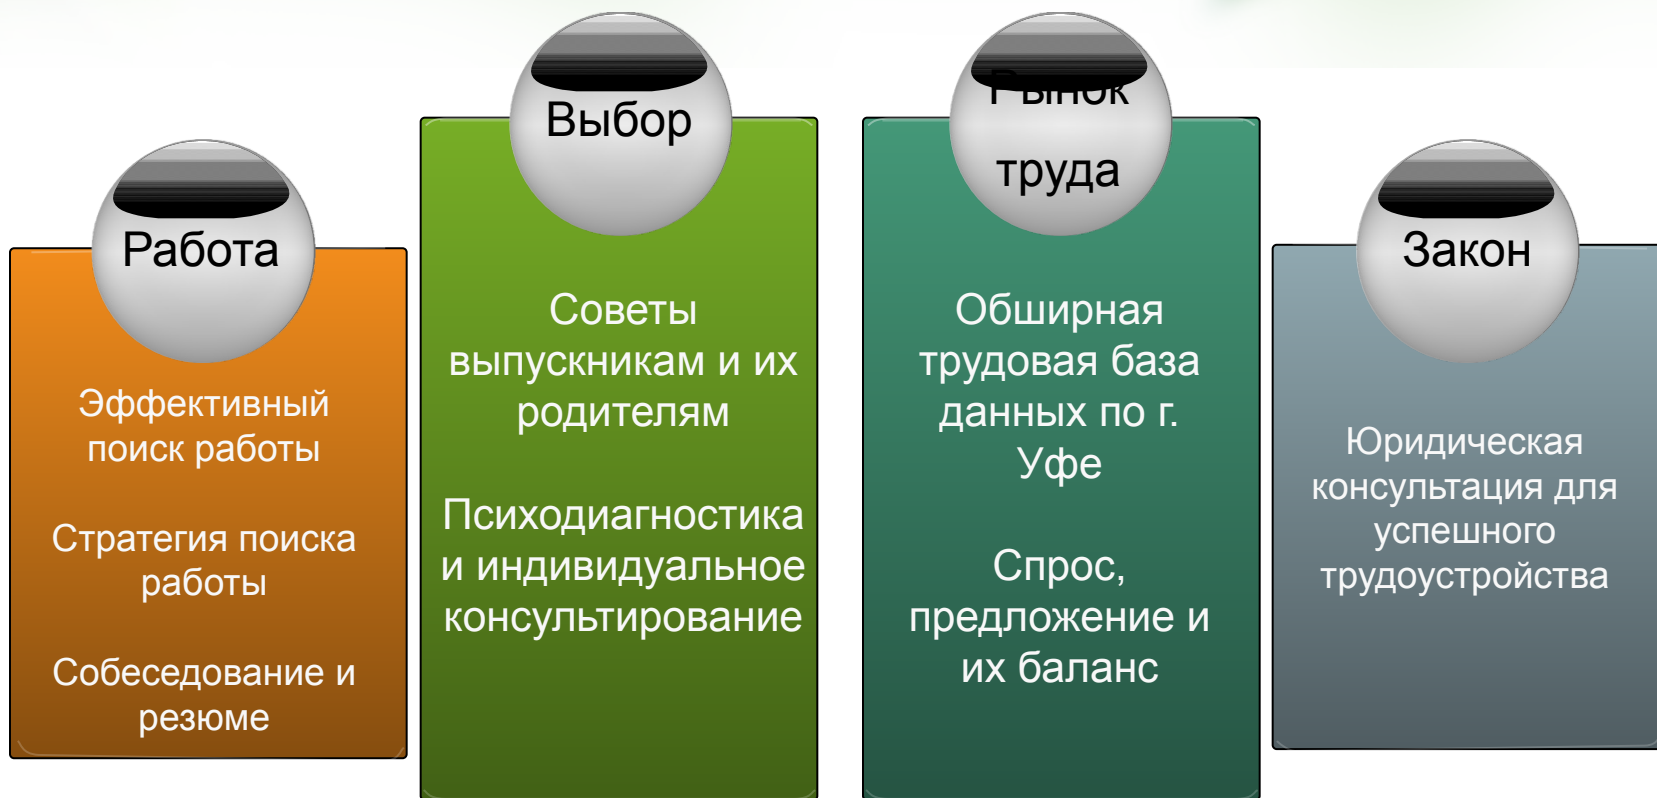 Работа
Эффективный
поиск работы
Стратегия поиска
работы
Собеседование и
резюме
Выбор
Советы
выпускникам и их
родителям
Психодиагностика
и индивидуальное
консультирование
Рынок
труда
Обширная
трудовая база
данных по г.
Уфе
Спрос,
предложение и
их баланс
Закон
Юридическая
консультация для
успешного
трудоустройства